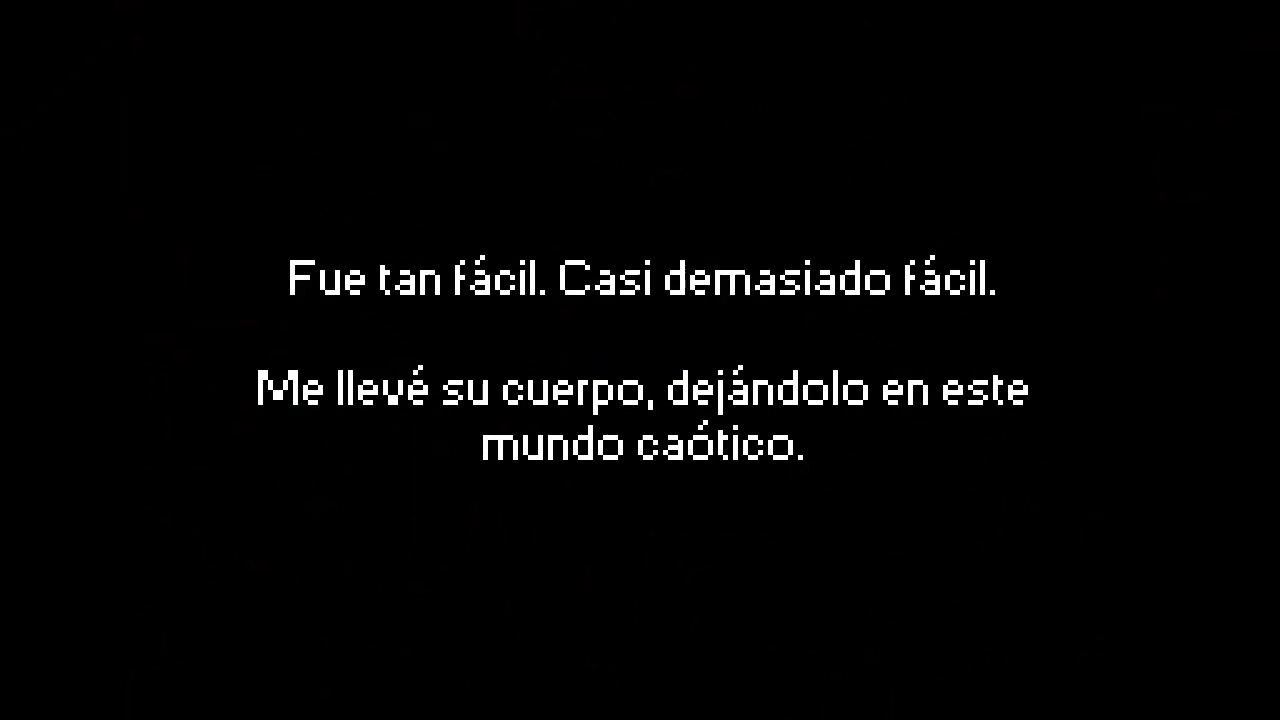 Fue tan fácil. Casi demasiado fácil.
Me llevé su cuerpo, dejándolo en este
mundo caótico.